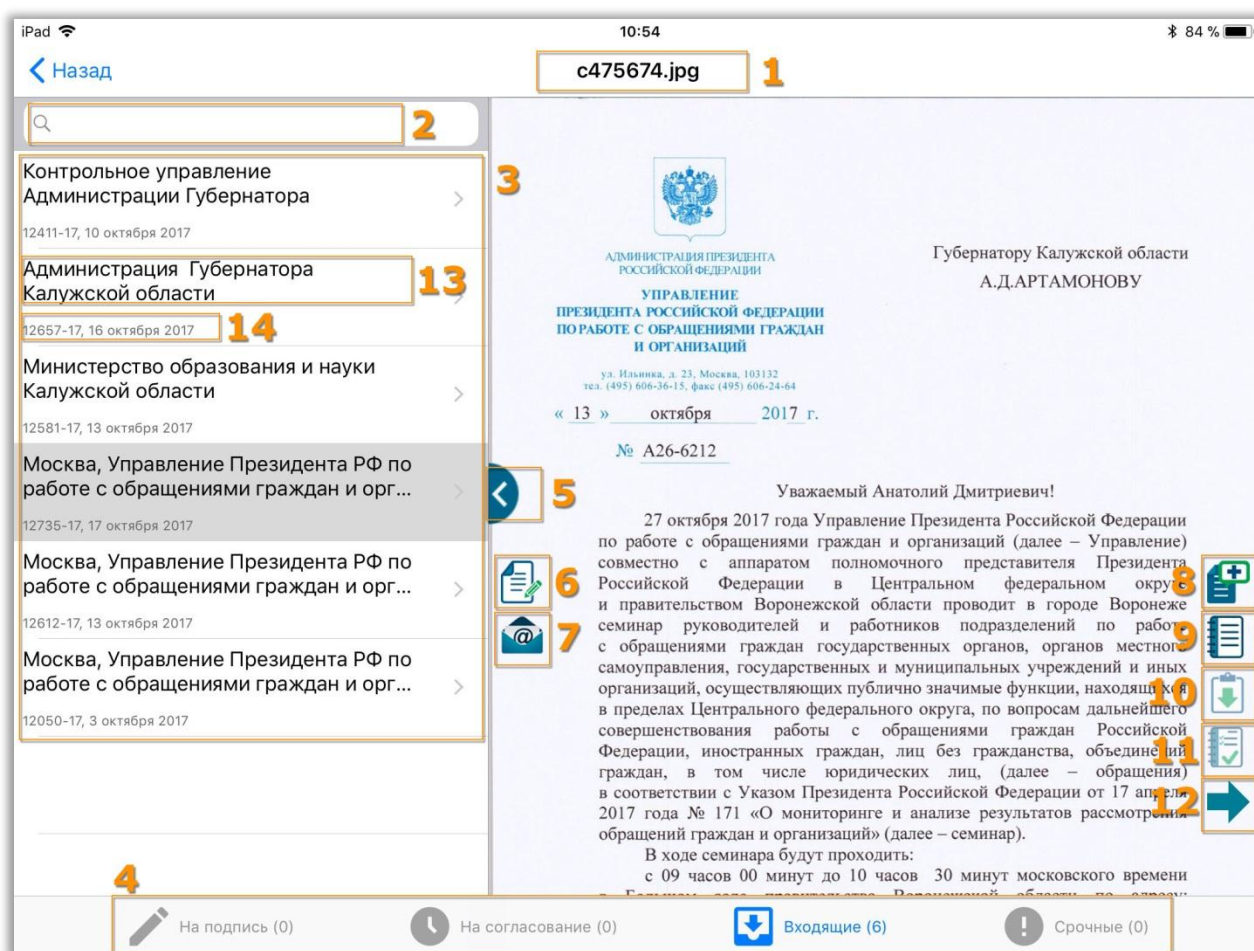 iPad 10:54 84 %
Назад
c475674.jpg
1
2
3
Контрольное управление
Администрации Губернатора
12411-17, 10 октября 2017
Администрация Губернатора
Калужской области
13
12657-17, 16 октября 2017
14
Министерство образования и науки
Калужской области
12581-17, 13 октября 2017
Москва, Управление Президента РФ по
работе с обращениями граждан и орг...
12735-17, 17 октября 2017
Москва, Управление Президента РФ по
работе с обращениями граждан и орг...
12612-17, 13 октября 2017
Москва, Управление Президента РФ по
работе с обращениями граждан и орг...
12050-17, 3 октября 2017
5
6
7
АДМИНИСТРАЦИЯ ПРЕЗИДЕНТА
РОССИЙСКОЙ ФЕДЕРАЦИИ
УПРАВЛЕНИЕ
ПРЕЗИДЕНТА РОССИЙСКОЙ ФЕДЕРАЦИИ
ПО РАБОТЕ С ОБРАЩЕНИЯМИ ГРАЖДАН
И ОРГАНИЗАЦИЙ
ул. Ильинка, д. 23, Москва, 103132
тел. (495) 606-36-15, факс (495) 606-24-64
« 13 » октября 2017 г.
№ А26-6212
Губернатору Калужской области
А.Д.АРТАМОНОВУ
Уважаемый Анатолий Дмитриевич!
27 октября 2017 года Управление Президента Российской Федерации
по работе с обращениями граждан и организаций (далее – Управление)
совместно с аппаратом полномочного представителя Президента
Российской Федерации в Центральном федеральном округе
и правительством Воронежской области проводит в городе Воронеже
семинар руководителей и работников подразделений по работе
с обращениями граждан государственных органов, органов местного
самоуправления, государственных и муниципальных учреждений и иных
организаций, осуществляющих публично значимые функции, находящихся
в пределах Центрального федерального округа, по вопросам дальнейшего
совершенствования работы с обращениями граждан Российской
Федерации, иностранных граждан, лиц без гражданства, объединений
граждан, в том числе юридических лиц, (далее – обращения)
в соответствии с Указом Президента Российской Федерации от 17 апреля
2017 года № 171 «О мониторинге и анализе результатов рассмотрения
обращений граждан и организаций» (далее – семинар).
В ходе семинара будут проходить:
с 09 часов 00 минут до 10 часов 30 минут московского времени
в Большом зале правительства Воронежской области по адресу:
8
@
9
10
11
12
4
На подпись (0)
На согласование (0)
Входящие (6)
Срочные (0)